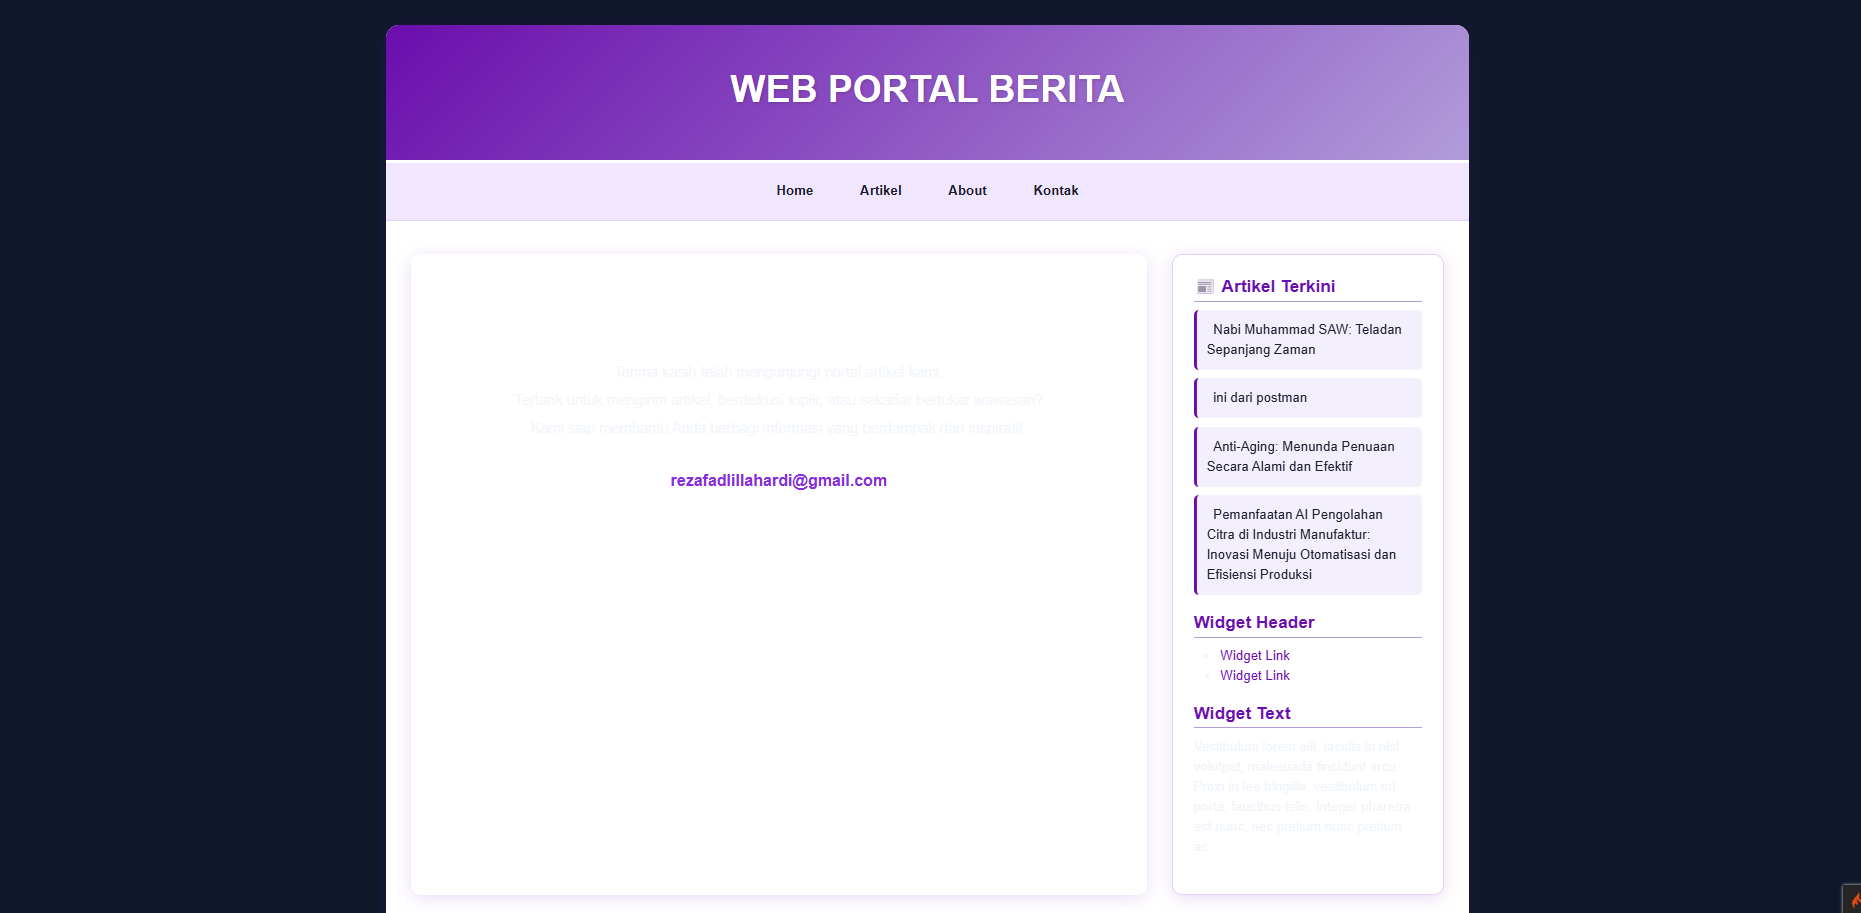 WEB PORTAL BERITA
Home
Artikel
About
Kontak
Terima kasih telah mengunjungi portal artikel kami.
Tertarik untuk mengirim artikel, berdiskusi topik, atau sekadar bertukar wawasan?
Kami siap membantu Anda berbagi informasi yang berdampak dan inspiratif.
rezafadlillahardi@gmail.com
Artikel Terkini
Nabi Muhammad SAW: Teladan
Sepanjang Zaman
ini dari postman
Anti-Aging: Menunda Penuaan
Secara Alami dan Efektif
Pemanfaatan AI Pengolahan
Citra di Industri Manufaktur:
Inovasi Menuju Otomatisasi dan
Efisiensi Produksi
Widget Header
Widget Link
Widget Link
Widget Text
Vestibulum lorem elit, iaculis in nisl
volutpat, malesuada tincidunt arcu.
Proin in leo fringilla, vestibulum mi
porta, faucibus felis. Integer pharetra
est nunc, nec pretium nunc pretium
ac.